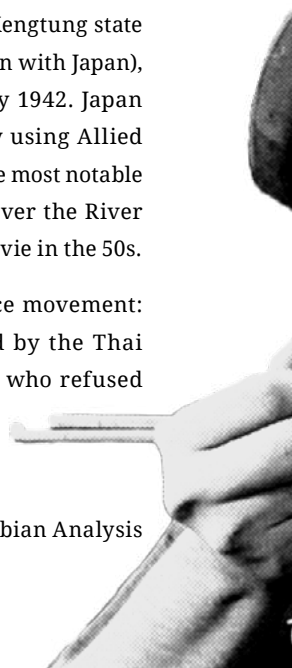 Kengtung state
n with Japan),
y 1942. Japan
using Allied
e most notable
ver the River
vie in the 50s.
ce movement:
d by the Thai
who refused
bian Analysis